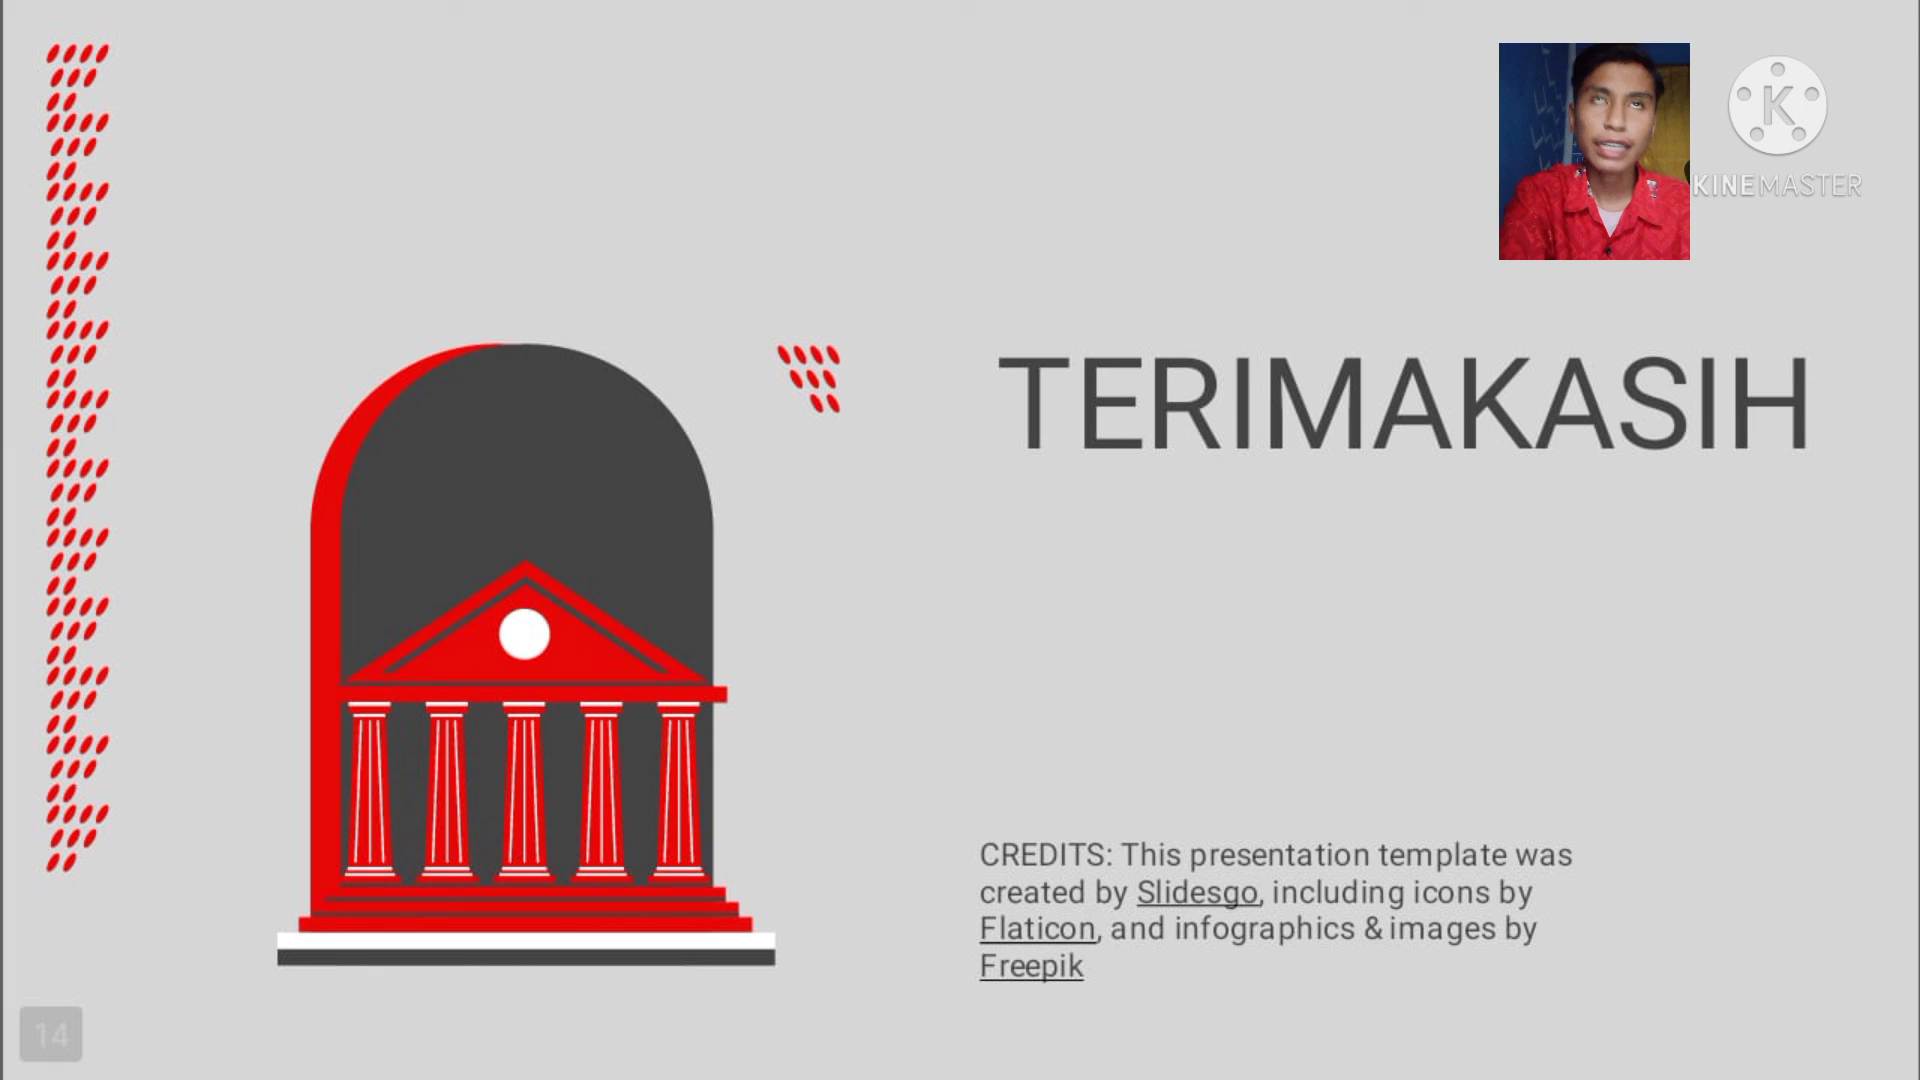 K
KINEMASTER
TERIMAKASIH
CREDITS: This presentation template was
created by Slidesgo, including icons by
Flaticon, and infographics & images by
Freepik
14